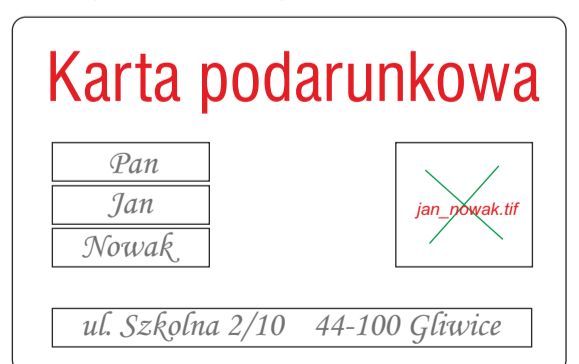 Karta podarunkowa
Pan
Jan
Nowak
jan_nowak.tif
ul. Szkolna 2/10 44-100 Gliwice